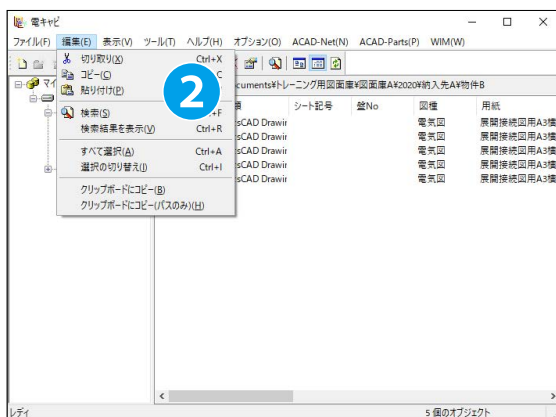 電キャビ
ファイル(F) 編集(E) 表示(V) ツール(T) ヘルプ(H) オプション(O) ACAD-Net(N) ACAD-Parts(P) WIM(W)
切り取り(X) Ctrl+X
コピー(C) C
貼り付け(P)
検索(S) +F
検索結果を表示(V) Ctrl+R
すべて選択(A) Ctrl+A
選択の切り替え(I) Ctrl+I
クリップボードにコピー(B)
クリップボードにコピー(パスのみ)(H)
2
マイ
cuments¥トレーニング用図面庫¥図面庫A¥2020¥納入先A¥物件B
類 シート記号 盤No 図種 用紙
sCAD Drawin 電気図 展開接続図用A3横
sCAD Drawin 電気図 展開接続図用A3横
sCAD Drawin 電気図 展開接続図用A3横
sCAD Drawin 電気図 展開接続図用A3横
sCAD Drawin 電気図 展開接続図用A3横
レディ 5 個のオブジェクト